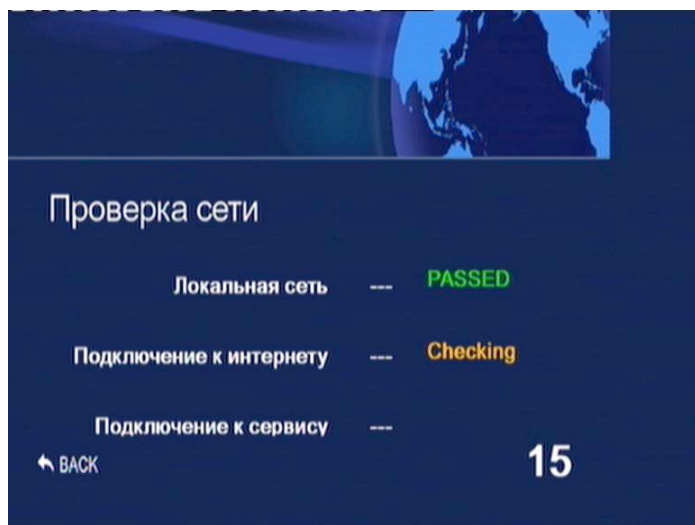 Проверка сети
Локальная сеть --- PASSED
Подключение к интернету --- Checking
Подключение к сервису ---
BACK 15